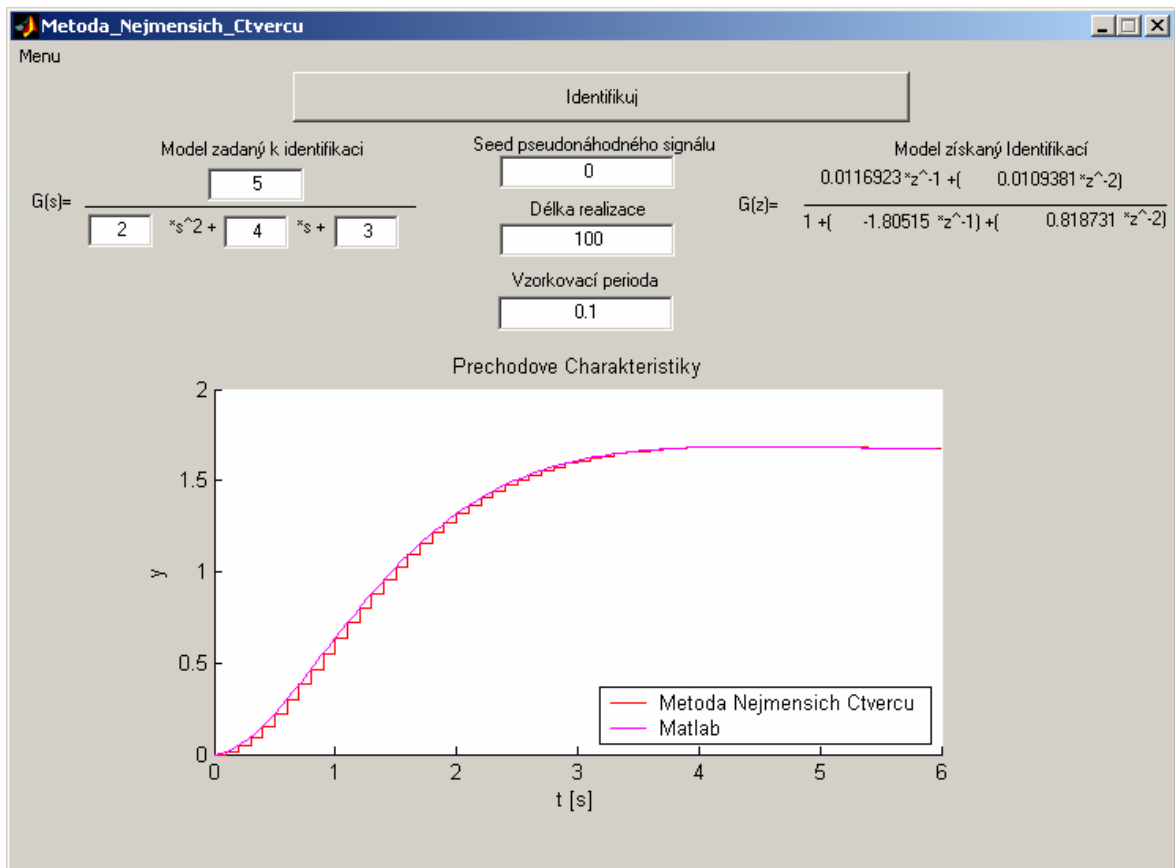 Metoda_Nejmensich_Ctvercu
Menu
Identifikuj
Model zadaný k identifikaci
G(s)=
5
2 *s^2 + 4 *s + 3
Seed pseudonáhodného signálu
0
Délka realizace
100
Vzorkovací perioda
0.1
Model získaný Identifikací
G(z)=
0.0116923 *z^-1 +( 0.0109381 *z^-2)
1 +( -1.80515 *z^-1) +( 0.818731 *z^-2)
Prechodove Charakteristiky
2
1.5
1
0.5
0
y
Metoda Nejmensich Ctvercu
Matlab
0 1 2 3 4 5 6
t [s]